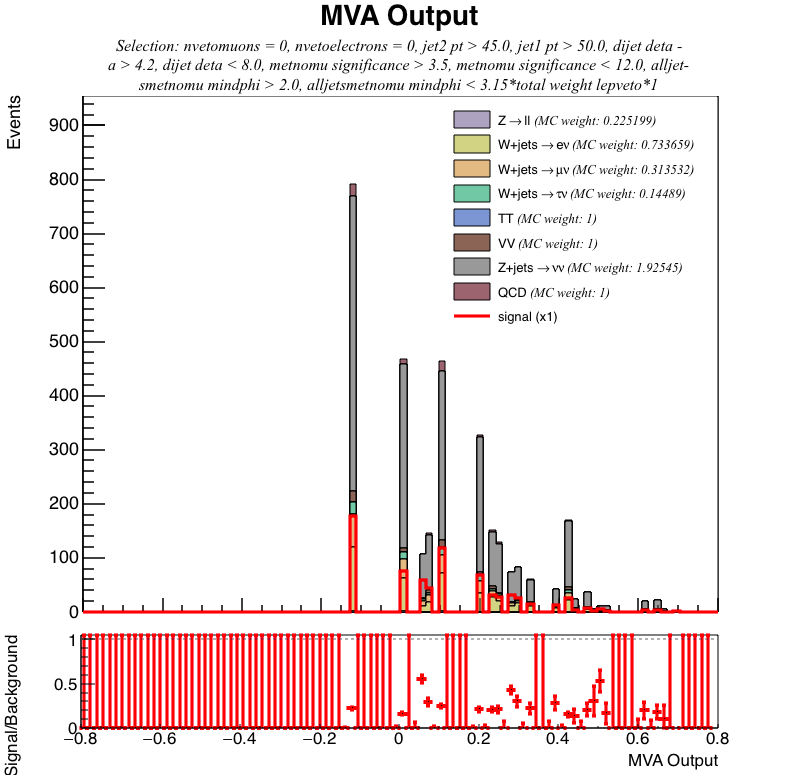 MVA Output
Selection: nvetomuons = 0, nvetoelectrons = 0, jet2 pt > 45.0, jet1 pt > 50.0, dijet deta -
a > 4.2, dijet deta < 8.0, metnomu significance > 3.5, metnomu significance < 12.0, alljet-
smetnomu mindphi > 2.0, alljetsmetnomu mindphi < 3.15*total weight lepveto*1
Events
900
800
700
600
500
400
300
200
100
0
Z→ll (MC weight: 0.225199)
W+jets→eν (MC weight: 0.733659)
W+jets→μν (MC weight: 0.313532)
W+jets→τν (MC weight: 0.14489)
TT (MC weight: 1)
VV (MC weight: 1)
Z+jets→νν (MC weight: 1.92545)
QCD (MC weight: 1)
signal (x1)
Signal/Background
1
0.5
0
−0.8 −0.6 −0.4 −0.2 0 0.2 0.4 0.6 0.8
MVA Output